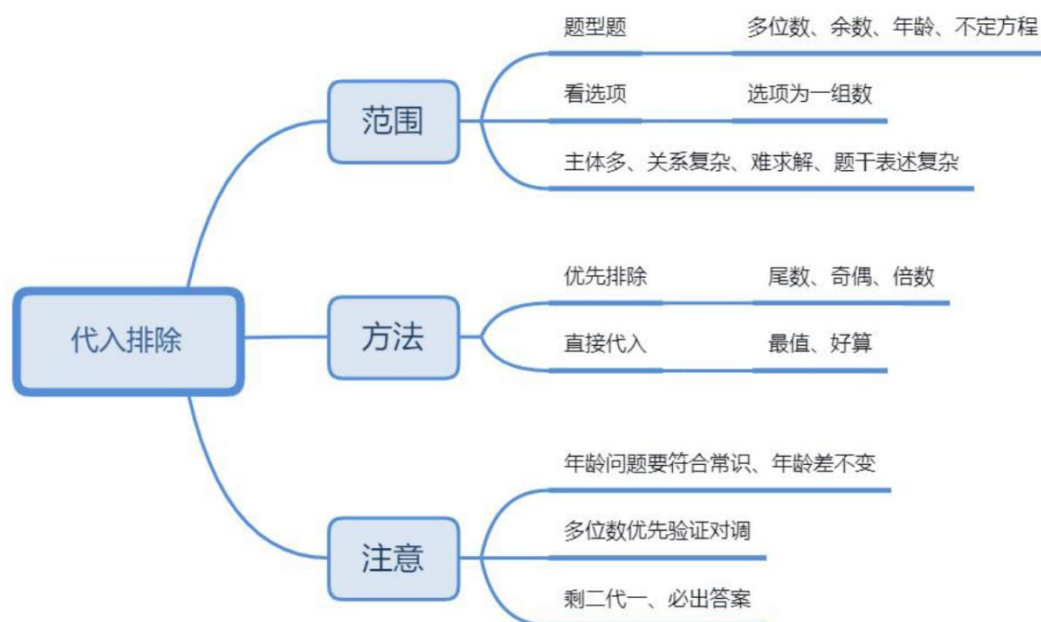 代入排除
范围
题型题
多位数、余数、年龄、不定方程
看选项
选项为一组数
主体多、关系复杂、难求解、题干表述复杂
方法
优先排除
尾数、奇偶、倍数
直接代入
最值、好算
注意
年龄问题要符合常识、年龄差不变
多位数优先验证对调
剩二代一、必出答案